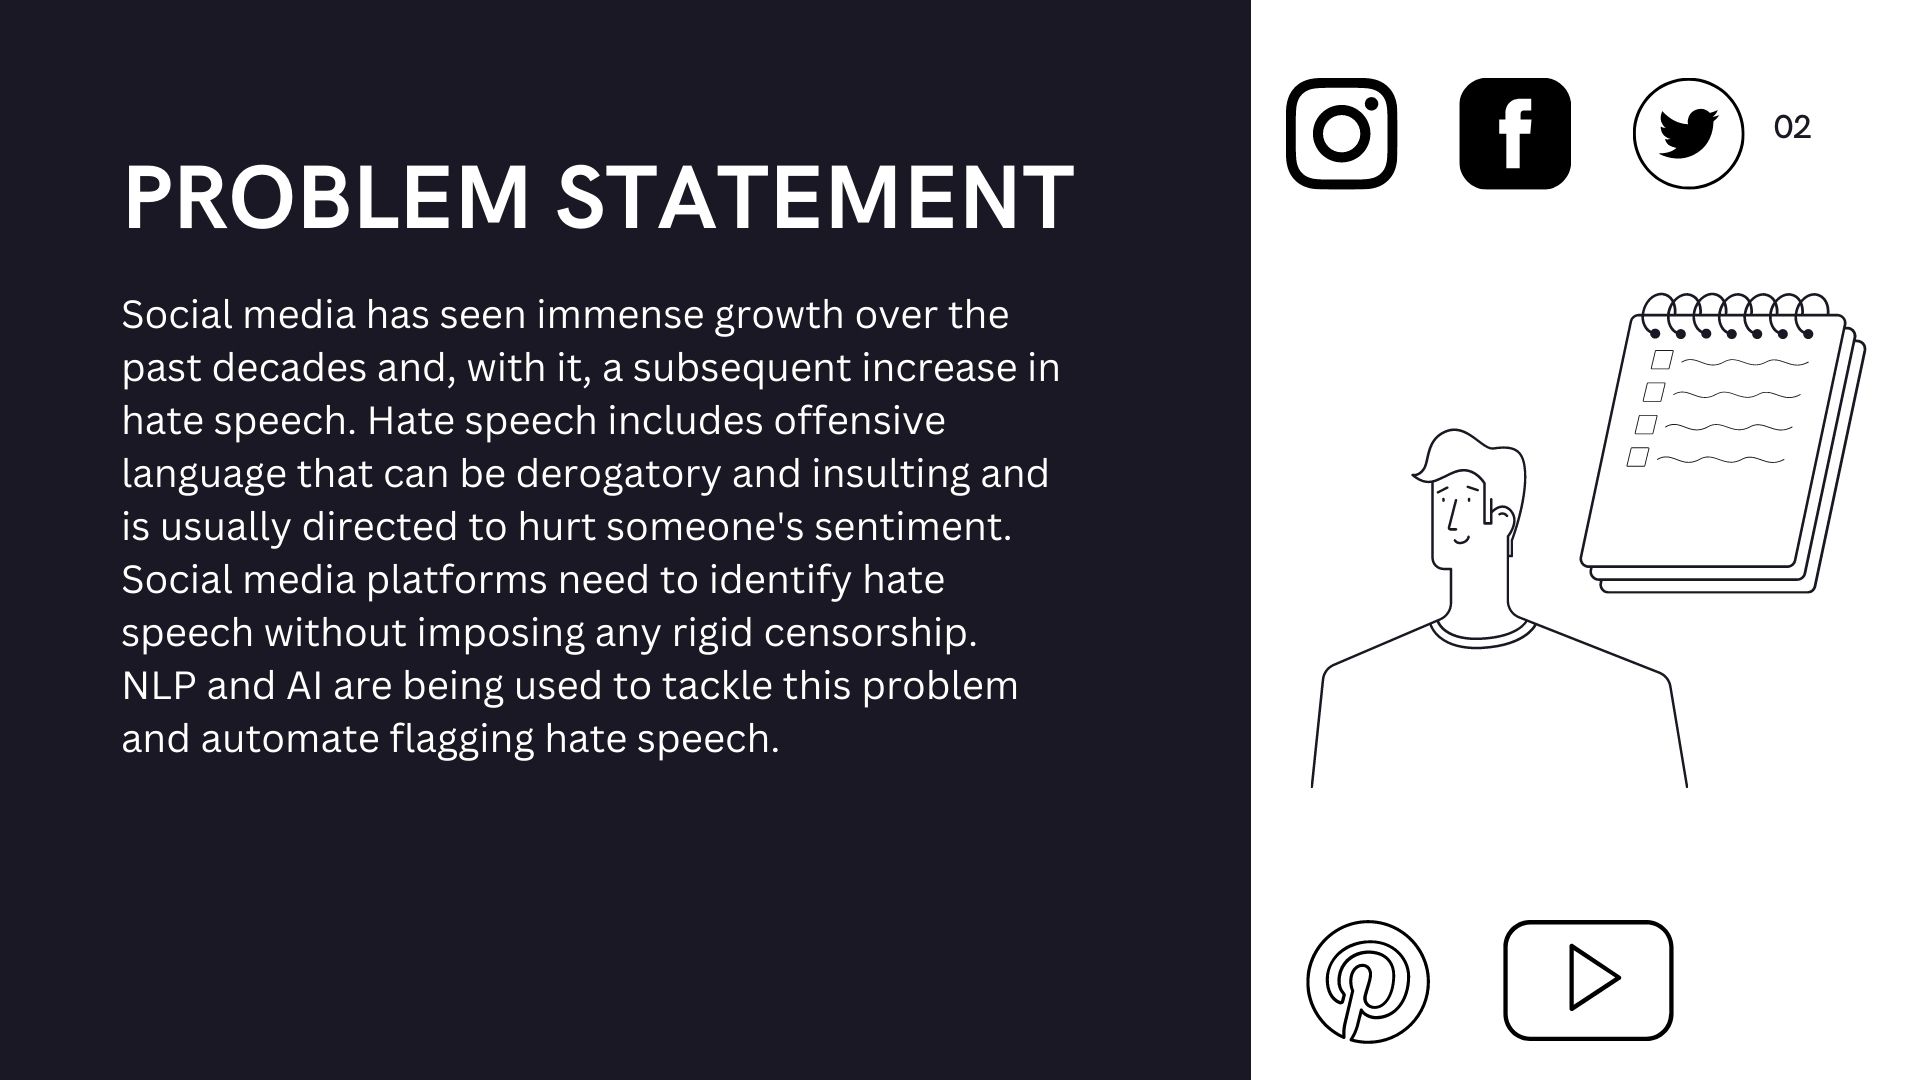 PROBLEM STATEMENT
Social media has seen immense growth over the
past decades and, with it, a subsequent increase in
hate speech. Hate speech includes offensive
language that can be derogatory and insulting and
is usually directed to hurt someone's sentiment.
Social media platforms need to identify hate
speech without imposing any rigid censorship.
NLP and AI are being used to tackle this problem
and automate flagging hate speech.
02